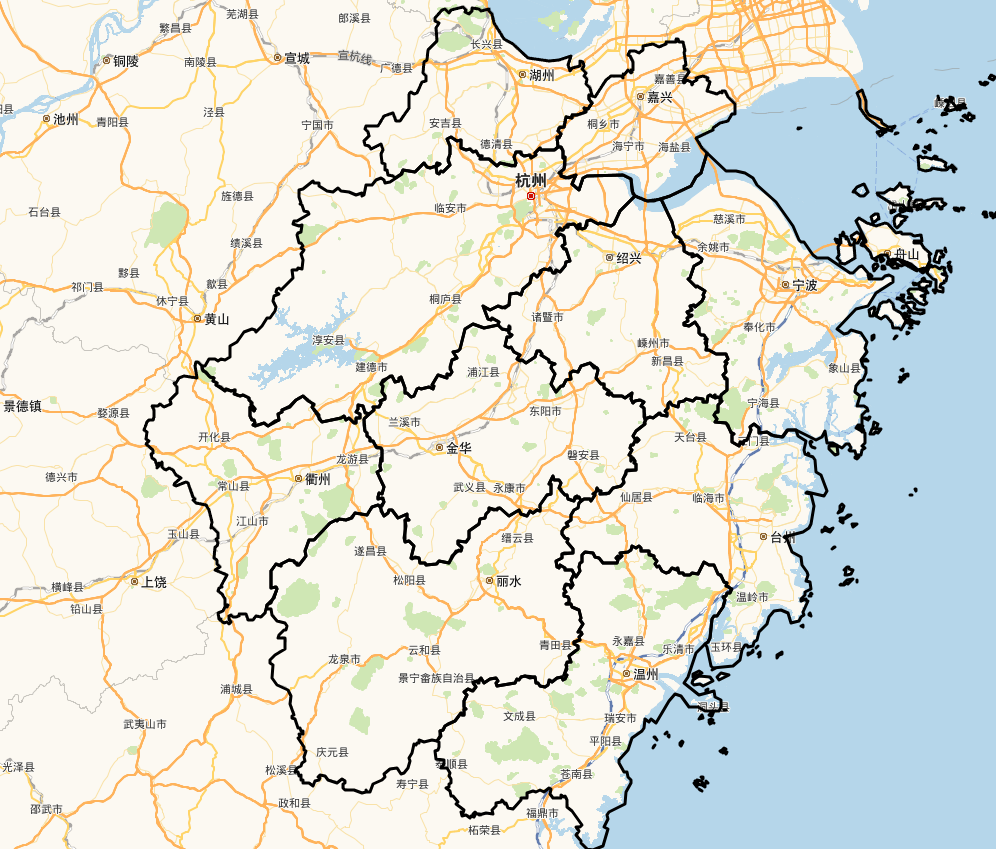 芜湖县
郎溪县
繁昌县
长兴县
宣城
宣杭线
铜陵
南陵县
广德县
湖州
嘉善县
嘉兴
泾县
池州
青阳县
宁国市
安吉县
桐乡市
德清县
海宁市
海盐县
杭州
旌德县
临安市
石台县
慈溪市
绩溪县
余姚市
绍兴
舟山
黟县
歙县
祁门县
休宁县
宁波
桐庐县
黄山
诸暨市
奉化市
淳安县
嵊州市
新昌县
建德市
浦江县
象山县
景德镇
婺源县
东阳市
宁海县
兰溪市
开化县
天台县
三门县
金华
龙游县
磐安县
德兴市
常山县
衢州
武义县
永康市
仙居县
临海市
江山市
玉山县
缙云县
台州
遂昌县
横峰县
上饶
松阳县
丽水
铅山县
温岭市
青田县
永嘉县
乐清市
玉环县
云和县
龙泉市
温州
景宁畲族自治县
浦城县
洞头县
文成县
瑞安市
武夷山市
平阳县
庆元县
泰顺县
光泽县
松溪县
苍南县
寿宁县
政和县
邵武市
福鼎市
柘荣县